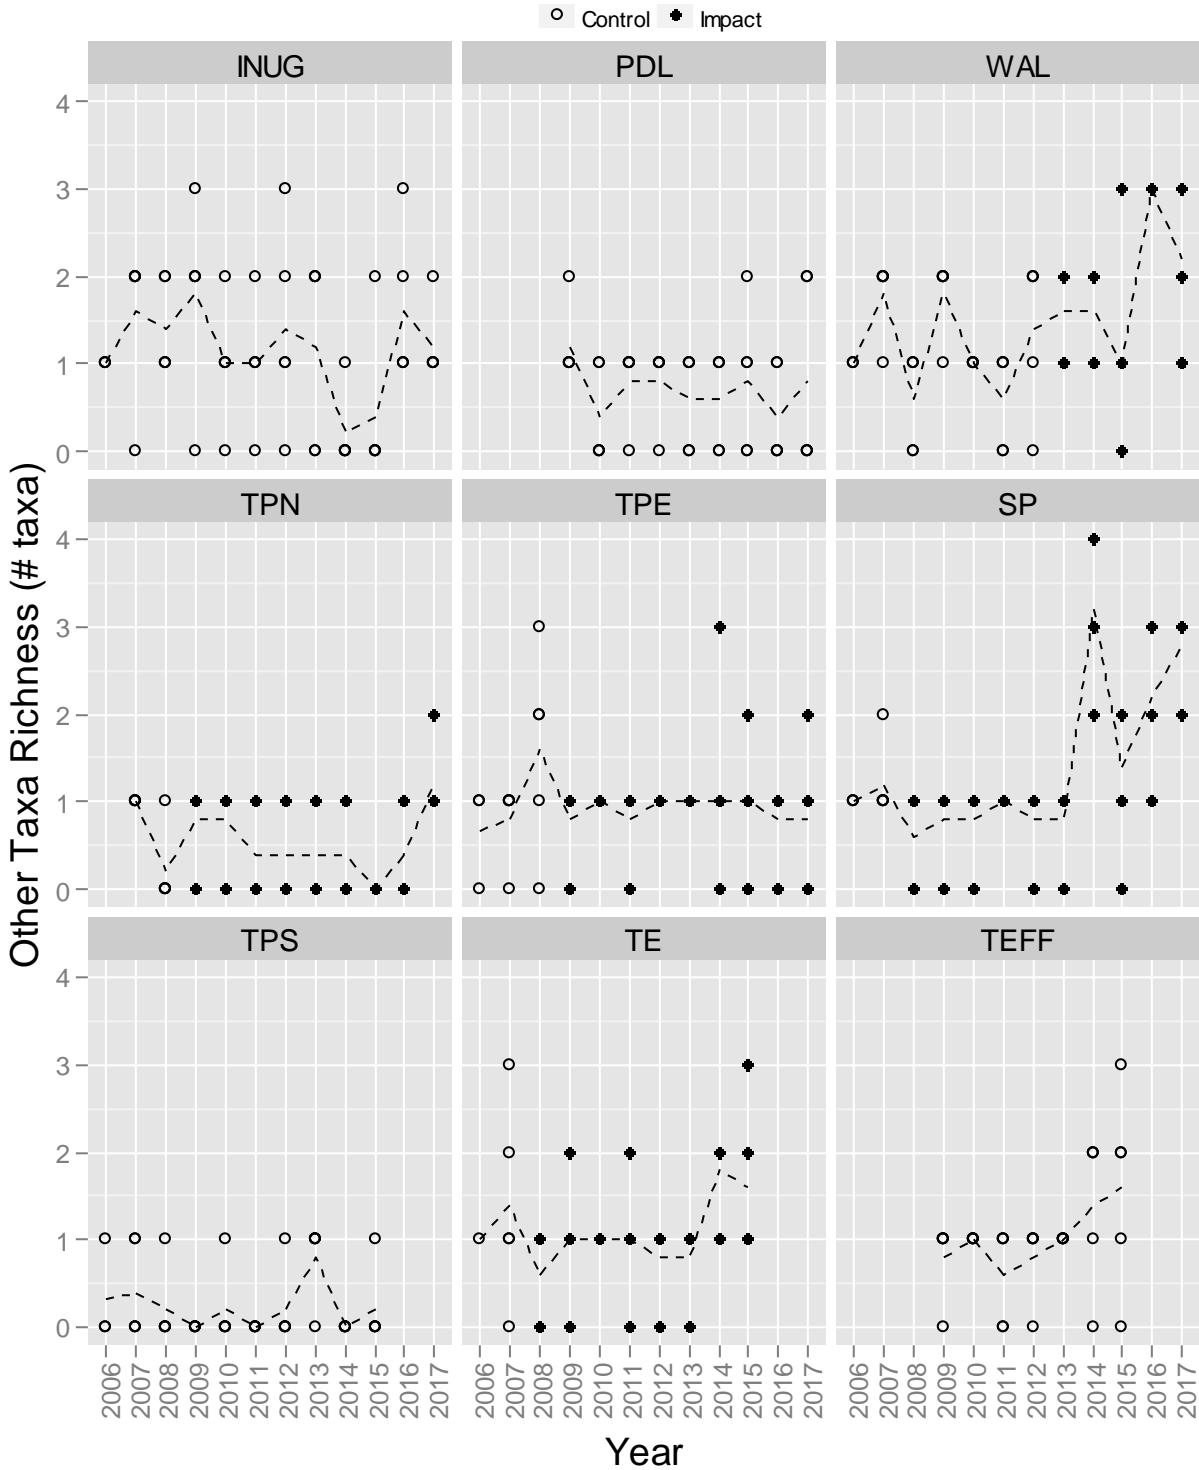 Control Impact
INUG PDL WAL
4
3
2
1
0
TPN TPE SP
4
3
2
1
0
TPS TE TEFF
4
3
2
1
0
Other Taxa Richness (# taxa)
2006 2007 2008 2009 2010 2011 2012 2013 2014 2015 2016 2017 2006 2007 2008 2009 2010 2011 2012 2013 2014 2015 2016 2017 2006 2007 2008 2009 2010 2011 2012 2013 2014 2015 2016 2017
Year